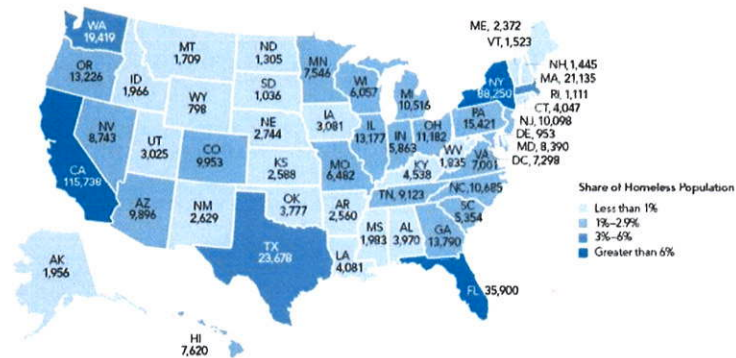 WA
19,419
OR
13,226
CA
115,738
NV
8,743
ID
1,966
MT
1,709
WY
798
UT
3,025
AZ
9,896
CO
9,953
NM
2,629
ND
1,305
SD
1,036
NE
2,744
KS
2,588
OK
3,777
TX
23,678
MN
7,546
IA
3,081
MO
6,482
AR
2,560
LA
4,081
WI
6,057
IL
13,177
MI
10,516
IN
5,863
OH
11,182
KY
4,538
TN, 9,123
MS
1,983
AL
3,970
GA
13,790
FL 35,900
SC
5,354
NC, 10,685
VA
7,001
WV
1,835
PA
15,421
NY
88,250
ME, 2,372
VT, 1,523
NH, 1,445
MA, 21,135
RI, 1,111
CT, 4,047
NJ, 10,098
DE, 953
MD, 8,390
DC, 7,298
AK
1,956
HI
7,620
Share of Homeless Population
Less than 1%
1%–2.9%
3%–6%
Greater than 6%